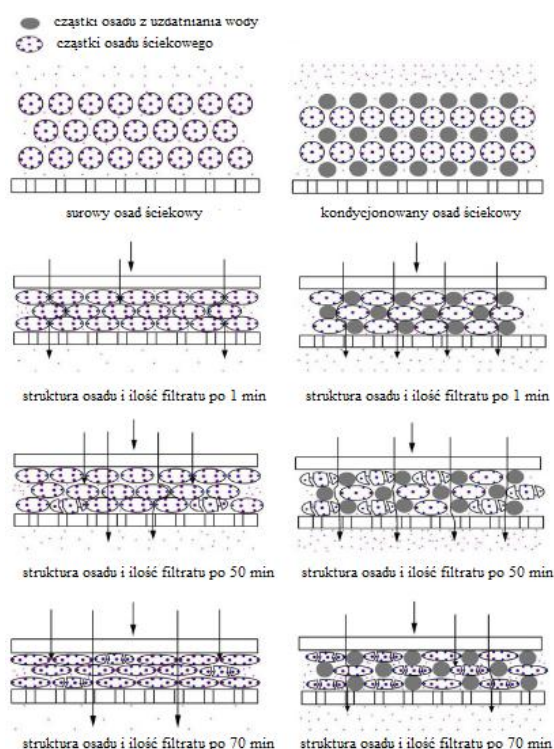 cząstki osadu z uzdatniania wody
cząstki osadu ściekowego
surowy osad ściekowy
kondycjonowany osad ściekowy
struktura osadu i ilość filtratu po 1 min
struktura osadu i ilość filtratu po 1 min
struktura osadu i ilość filtratu po 50 min
struktura osadu i ilość filtratu po 50 min
struktura osadu i ilość filtratu po 70 min
struktura osadu i ilość filtratu po 70 min